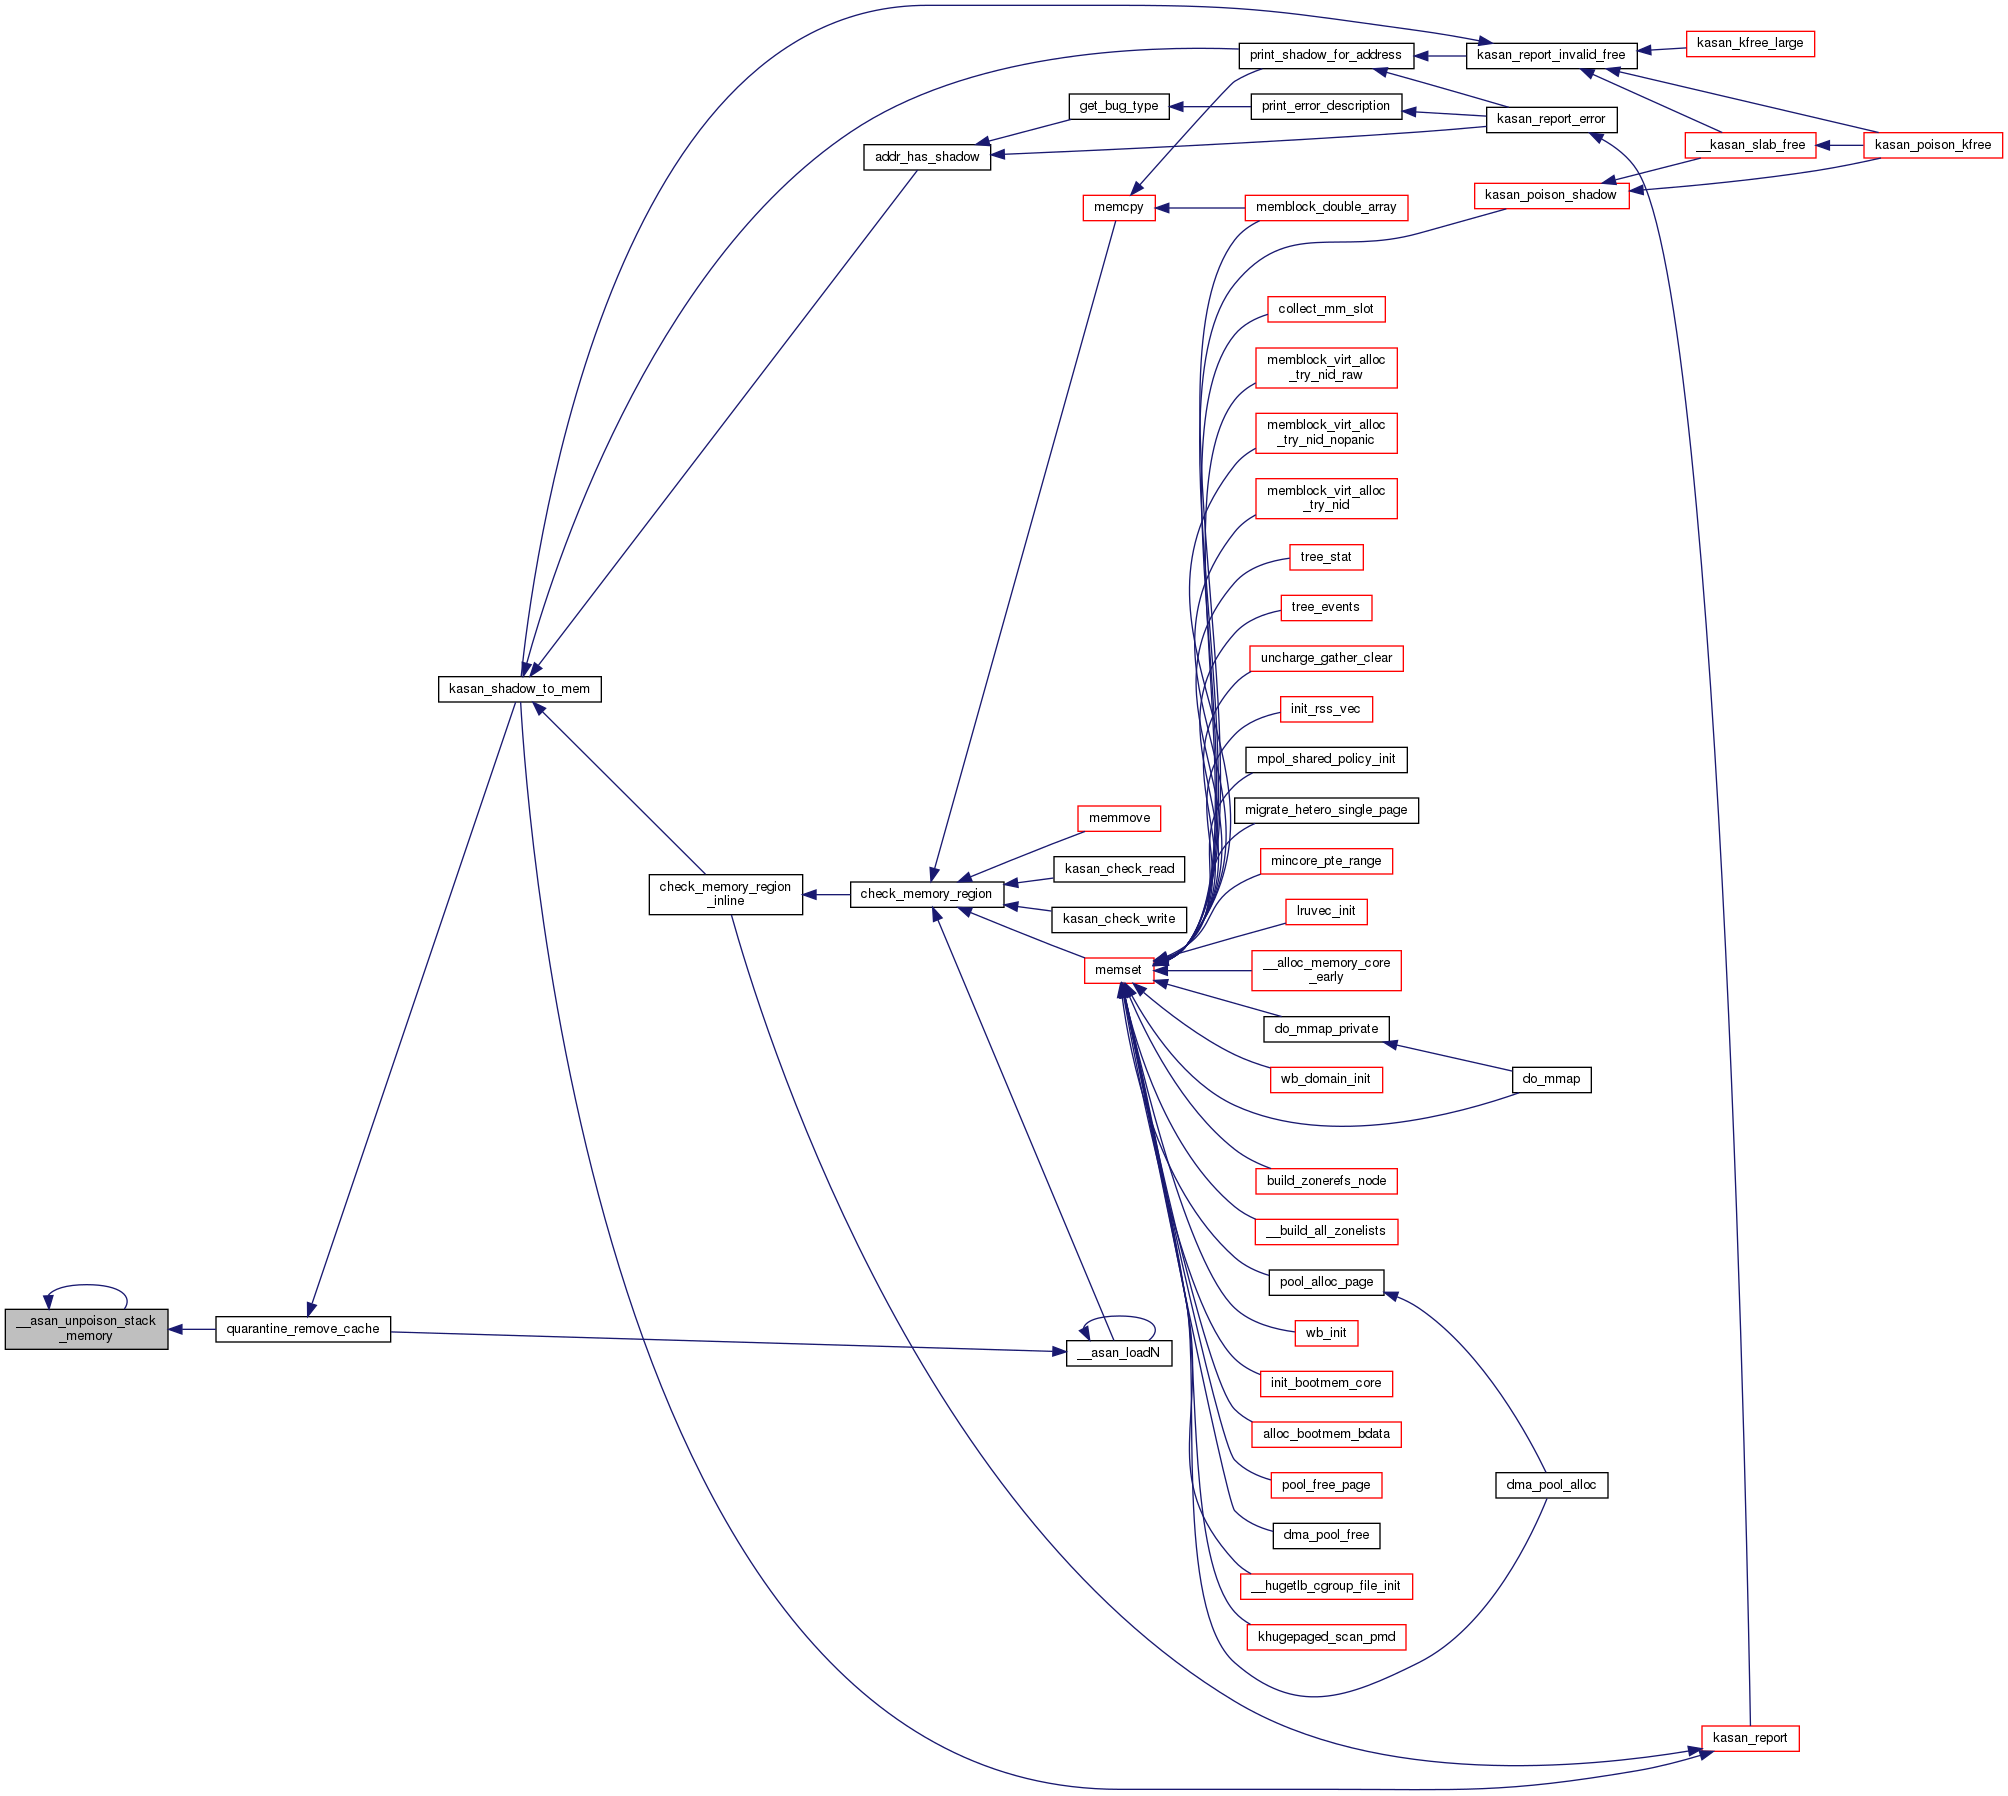 kasan_kfree_large
print_shadow_for_address
kasan_report_invalid_free
get_bug_type
print_error_description
kasan_report_error
__kasan_slab_free
kasan_poison_kfree
addr_has_shadow
kasan_poison_shadow
memcpy
memblock_double_array
collect_mm_slot
memblock_virt_alloc
_try_nid_raw
memblock_virt_alloc
_try_nid_nopanic
memblock_virt_alloc
_try_nid
tree_stat
tree_events
uncharge_gather_clear
kasan_shadow_to_mem
init_rss_vec
mpol_shared_policy_init
migrate_hetero_single_page
memmove
mincore_pte_range
kasan_check_read
check_memory_region
_inline
check_memory_region
lruvec_init
kasan_check_write
memset
__alloc_memory_core
_early
do_mmap_private
wb_domain_init
do_mmap
build_zonerefs_node
__build_all_zonelists
pool_alloc_page
__asan_unpoison_stack
_memory
quarantine_remove_cache
wb_init
__asan_loadN
init_bootmem_core
alloc_bootmem_bdata
pool_free_page
dma_pool_alloc
dma_pool_free
__hugetlb_cgroup_file_init
khugepaged_scan_pmd
kasan_report